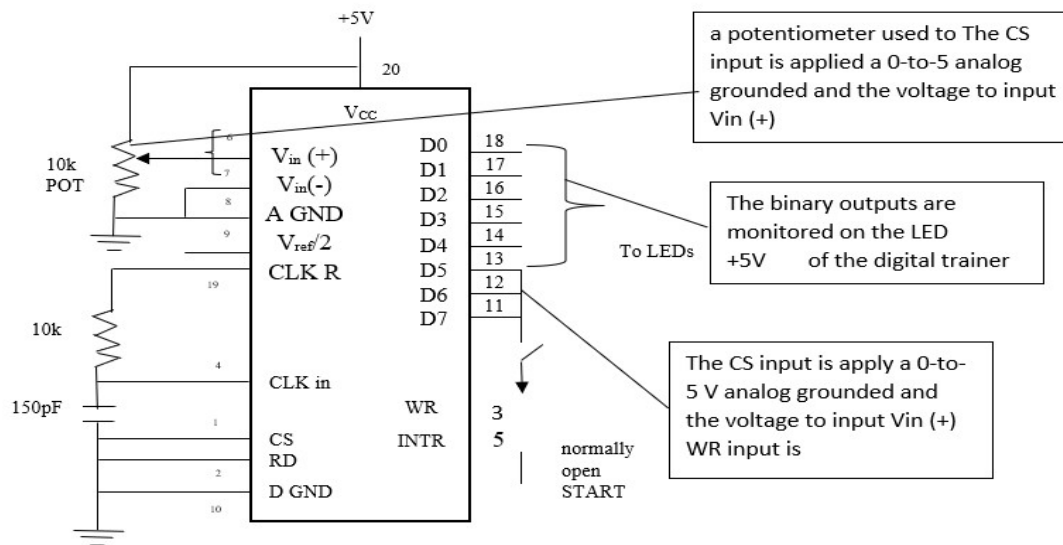 +5V
20
Vcc
a potentiometer used to The CS
input is applied a 0-to-5 analog
grounded and the voltage to input
Vin (+)
10k
POT
6
7
8
9
19
Vin (+)
Vin(-)
A GND
Vref/2
CLK R
D0 18
D1 17
D2 16
D3 15
D4 14
D5 13
D6 12
D7 11
To LEDs
The binary outputs are
monitored on the LED
+5V of the digital trainer
10k
4
CLK in
150pF
1
CS
RD
2
D GND
10
WR 3
INTR 5
normally
open
START
The CS input is apply a 0-to-
5 V analog grounded and
the voltage to input Vin (+)
WR input is